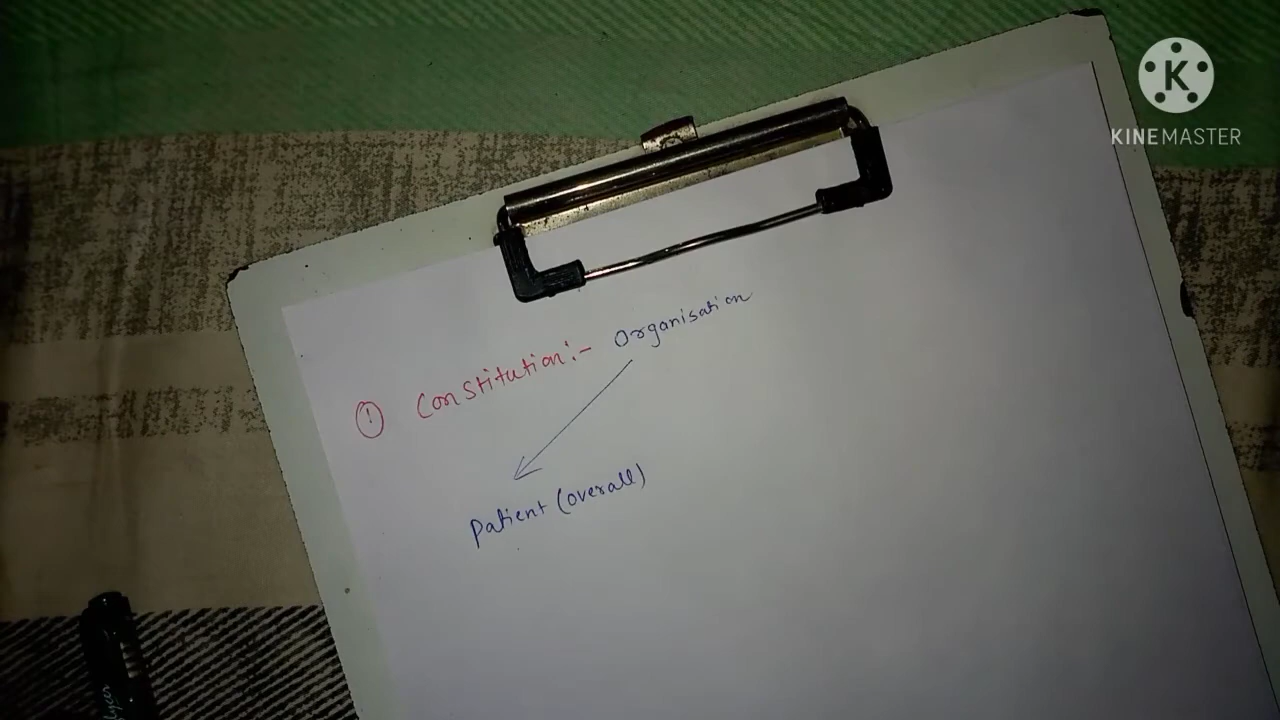 ① Constitution:- Organisation
Patient (overall)
K
KINEMASTER